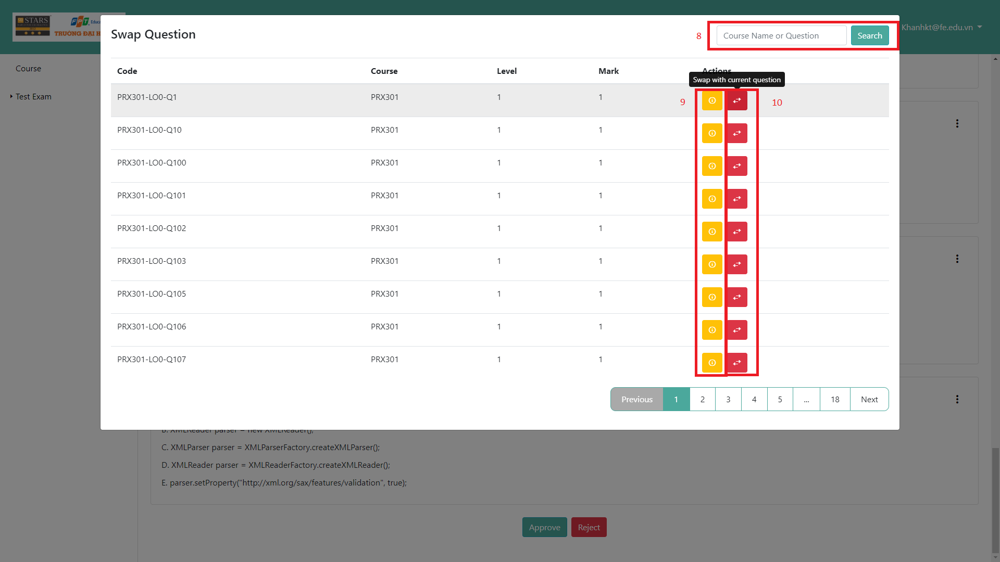 STARS
FPT Educa
TRƯỜNG ĐẠI H
Khanhkt@fe.edu.vn
Swap Question
8
Course Name or Question
Search
Course
Test Exam
Code Course Level Mark Actions
Swap with current question
PRX301-LO0-Q1 PRX301 1 1
9
10
PRX301-LO0-Q10 PRX301 1 1
PRX301-LO0-Q100 PRX301 1 1
PRX301-LO0-Q101 PRX301 1 1
PRX301-LO0-Q102 PRX301 1 1
PRX301-LO0-Q103 PRX301 1 1
PRX301-LO0-Q105 PRX301 1 1
PRX301-LO0-Q106 PRX301 1 1
PRX301-LO0-Q107 PRX301 1 1
Previous 1 2 3 4 5 ... 18 Next
B. XMLReader parser = new XMLReader();
C. XMLParser parser = XMLParserFactory.createXMLParser();
D. XMLReader parser = XMLReaderFactory.createXMLReader();
E. parser.setProperty("http://xml.org/sax/features/validation", true);
Approve Reject